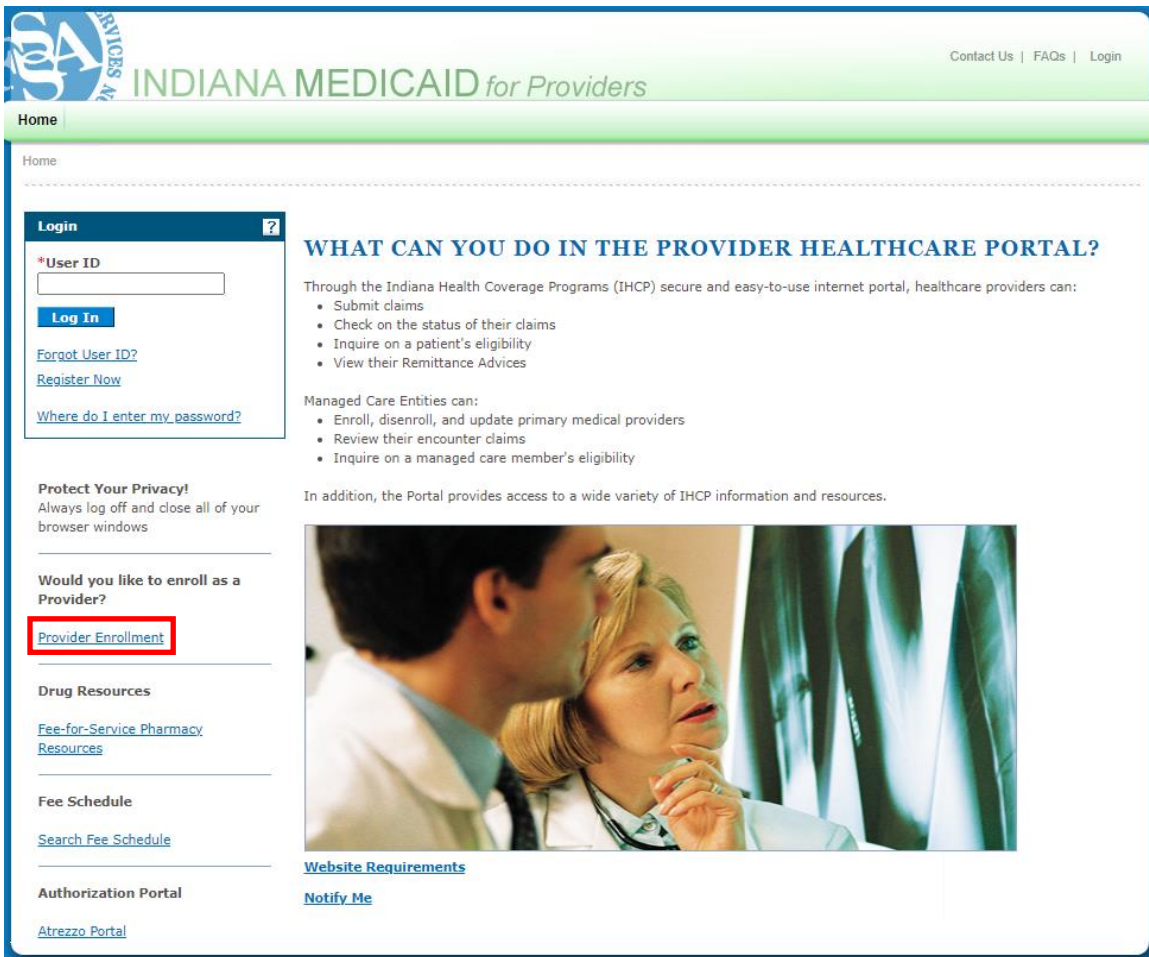 SERVICES
INDIANA MEDICAID for Providers
Contact Us | FAQs | Login
Home
Home
Login ?
*User ID
Log In
Forgot User ID?
Register Now
Where do I enter my password?
Protect Your Privacy!
Always log off and close all of your
browser windows
Would you like to enroll as a
Provider?
Provider Enrollment
Drug Resources
Fee-for-Service Pharmacy
Resources
Fee Schedule
Search Fee Schedule
Authorization Portal
Atrezzo Portal
WHAT CAN YOU DO IN THE PROVIDER HEALTHCARE PORTAL?
Through the Indiana Health Coverage Programs (IHCP) secure and easy-to-use internet portal, healthcare providers can:
• Submit claims
• Check on the status of their claims
• Inquire on a patient's eligibility
• View their Remittance Advices
Managed Care Entities can:
• Enroll, disenroll, and update primary medical providers
• Review their encounter claims
• Inquire on a managed care member's eligibility
In addition, the Portal provides access to a wide variety of IHCP information and resources.
Website Requirements
Notify Me